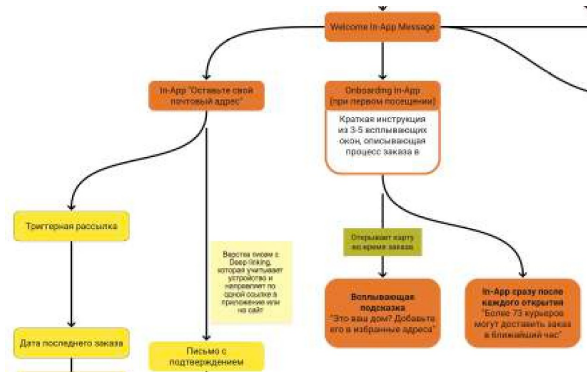 Welcome In-App Message
In-App "Оставьте свой
почтовый адрес"
Onboarding In-App
(при первом посещении)
Краткая инструкция
из 3-5 всплывающих
окон, описывающая
процесс заказа в
Триггерная рассылка
Верстка писем с
Deep linking,
которая учитывает
устройство и
направляет по
одной ссылке в
приложение или
на сайт
Открывает карту
во время заказа
Всплывающая
подсказка
"Это ваш дом? Добавьте
его в избранные адреса"
In-App сразу после
каждого открытия
"Более 73 курьеров
могут доставить заказ
в ближайший час"
Дата последнего заказа
Письмо с
подтверждением